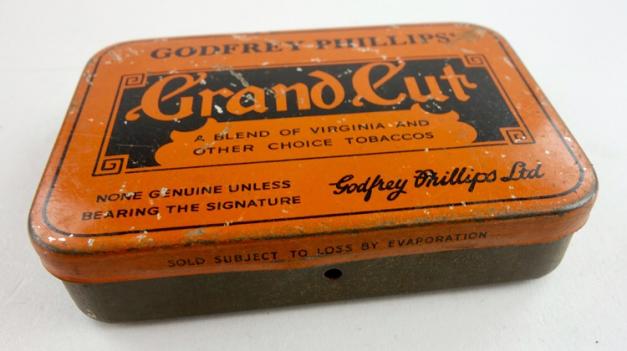 GODFREY PHILLIPS'
Grand Cut
A BLEND OF VIRGINIA AND
OTHER CHOICE TOBACCOS
NONE GENUINE UNLESS
BEARING THE SIGNATURE
Godfrey Phillips Ltd
SOLD SUBJECT TO LOSS BY EVAPORATION